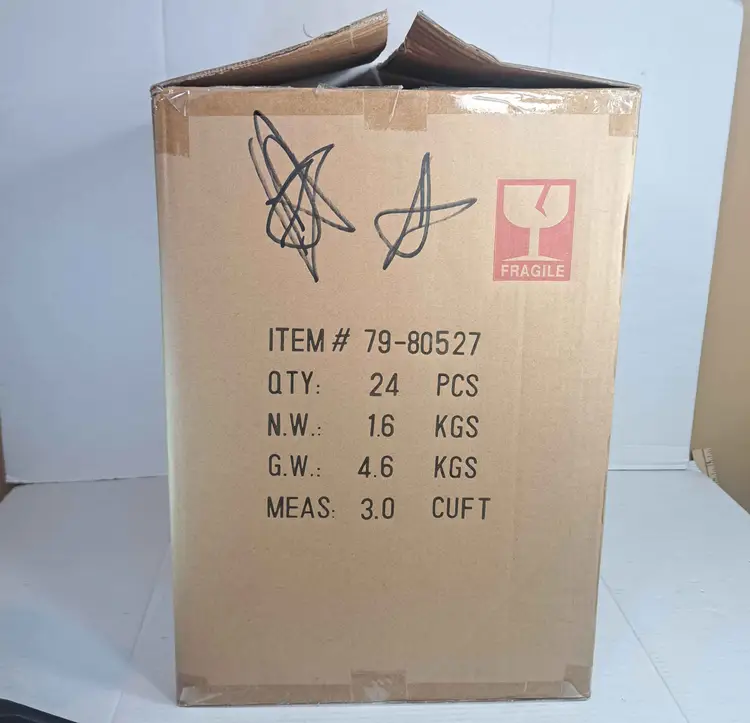 FRAGILE
ITEM # 79-80527
QTY: 24 PCS
N.W.: 1.6 KGS
G.W.: 4.6 KGS
MEAS: 3.0 CUFT